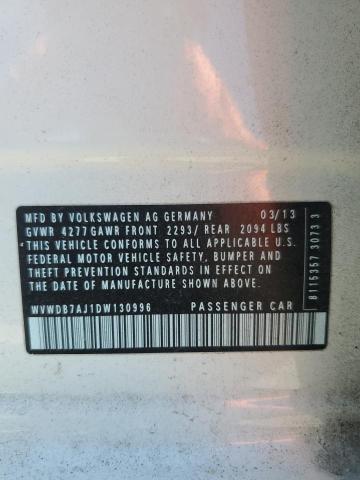 MFD BY VOLKSWAGEN AG GERMANY 03/13
GVWR 4277 GAWR FRONT 2293/ REAR 2094 LBS
THIS VEHICLE CONFORMS TO ALL APPLICABLE U.S.
FEDERAL MOTOR VEHICLE SAFETY, BUMPER AND
THEFT PREVENTION STANDARDS IN EFFECT ON
THE DATE OF MANUFACTURE SHOWN ABOVE.
WVWDB7AJ1DW130996 PASSENGER CAR
8115357 3073 3